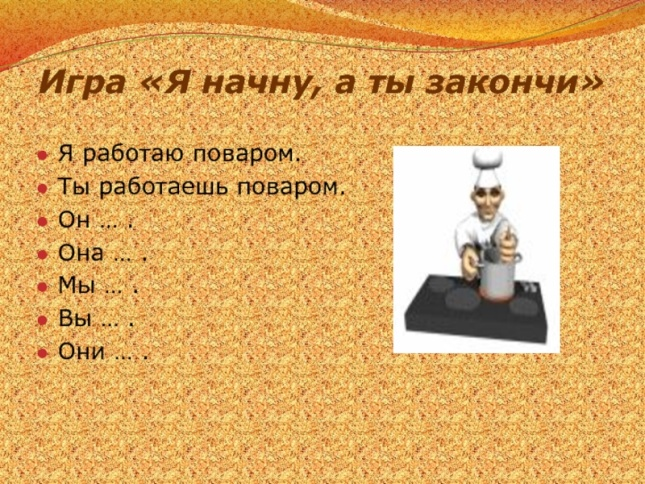 Игра «Я начну, а ты закончи»
Я работаю поваром.
Ты работаешь поваром.
Он … .
Она … .
Мы … .
Вы … .
Они … .